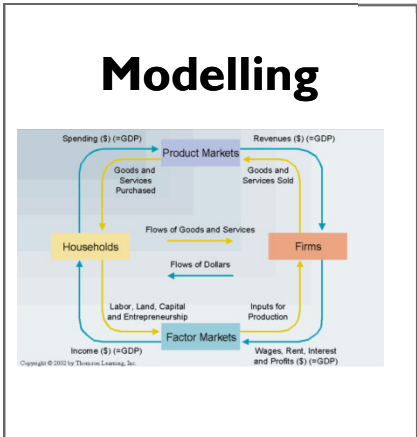 Modelling
Spending ($) (=GDP)
Revenues ($) (=GDP)
Product Markets
Goods and
Services
Purchased
Goods and
Services Sold
Flows of Goods and Services
Households
Firms
Flows of Dollars
Labor, Land, Capital
and Entrepreneurship
Inputs for
Production
Factor Markets
Income ($) (=GDP)
Wages, Rent, Interest
and Profits ($) (=GDP)
Copyright © 2002 by Thomson Learning, Inc.